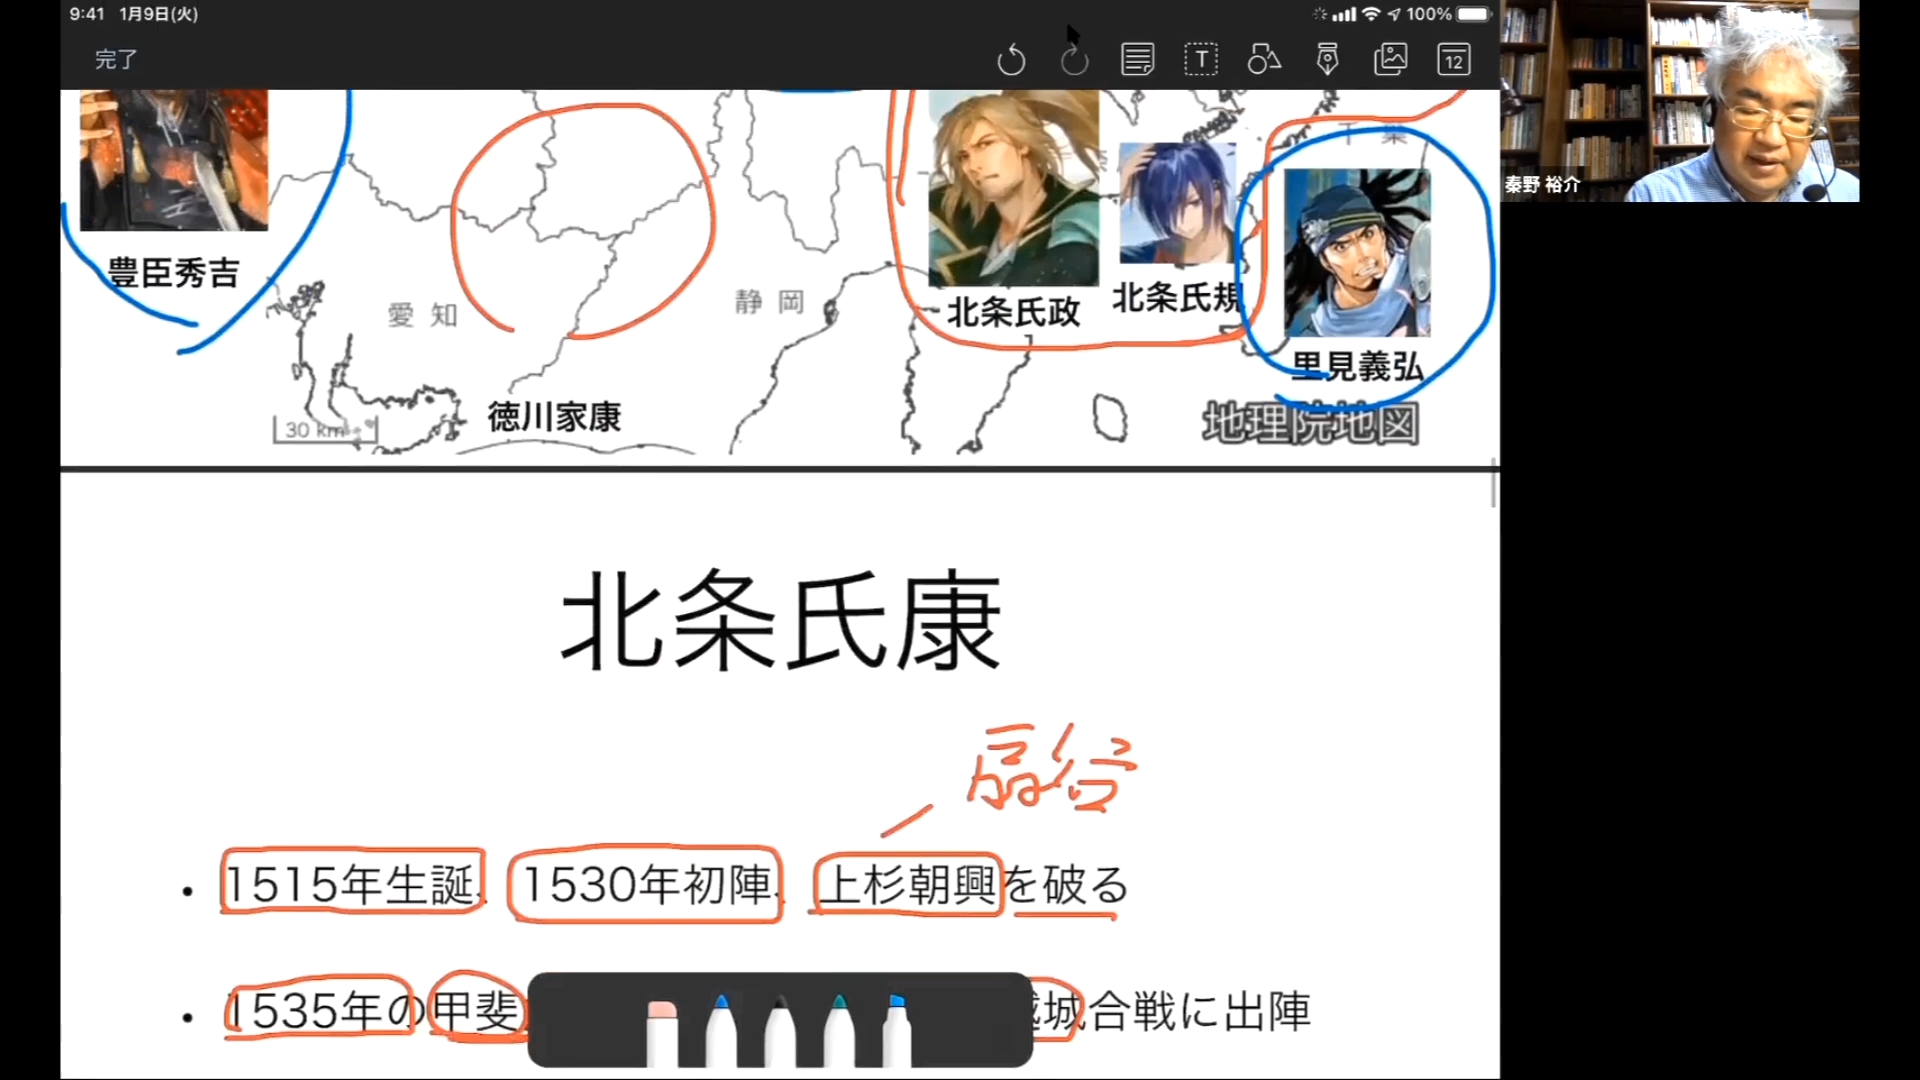 9:41 1月9日(火)
100%
完了
T
12
秦野 裕介
千葉
豊臣秀吉
愛知
静岡
北条氏政
北条氏規
里見義弘
徳川家康
30 km
地理院地図
北条氏康
扇谷
・1515年生誕、1530年初陣、上杉朝興を破る
・1535年の甲斐
城合戦に出陣